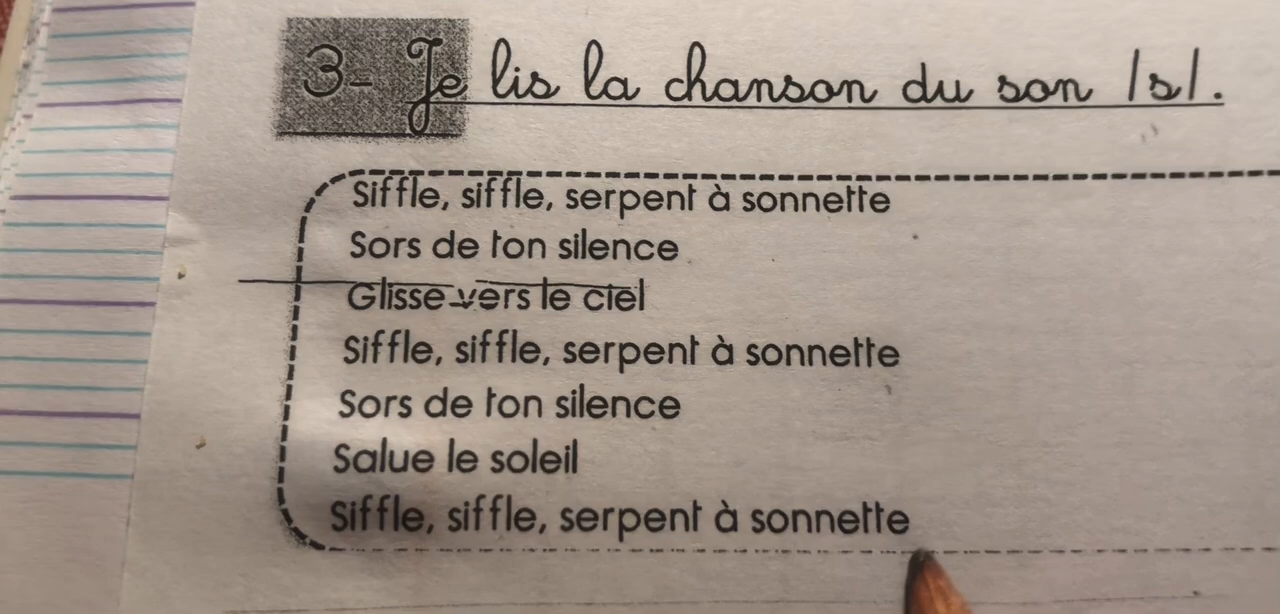 3- Je lis la chanson du son /s/.
Siffle, siffle, serpent à sonnette
Sors de ton silence
Glisse vers le ciel
Siffle, siffle, serpent à sonnette
Sors de ton silence
Salue le soleil
Siffle, siffle, serpent à sonnette